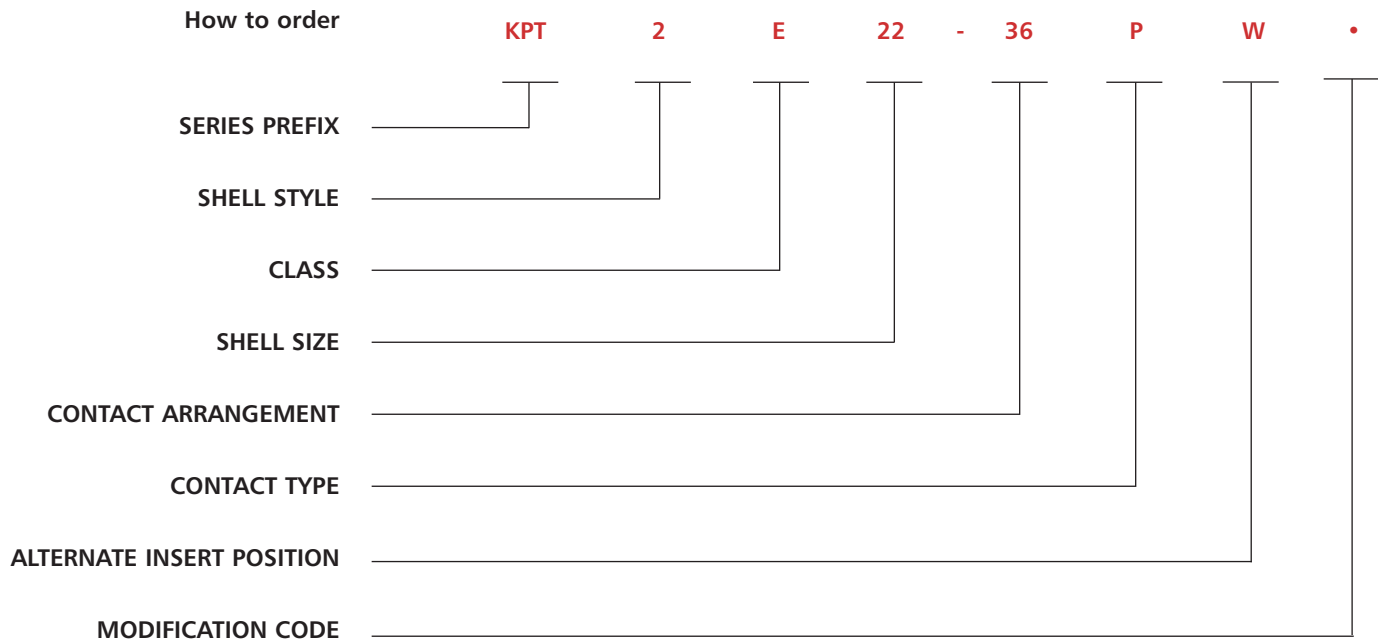 How to order
KPT 2 E 22 - 36 P W •
SERIES PREFIX
SHELL STYLE
CLASS
SHELL SIZE
CONTACT ARRANGEMENT
CONTACT TYPE
ALTERNATE INSERT POSITION
MODIFICATION CODE